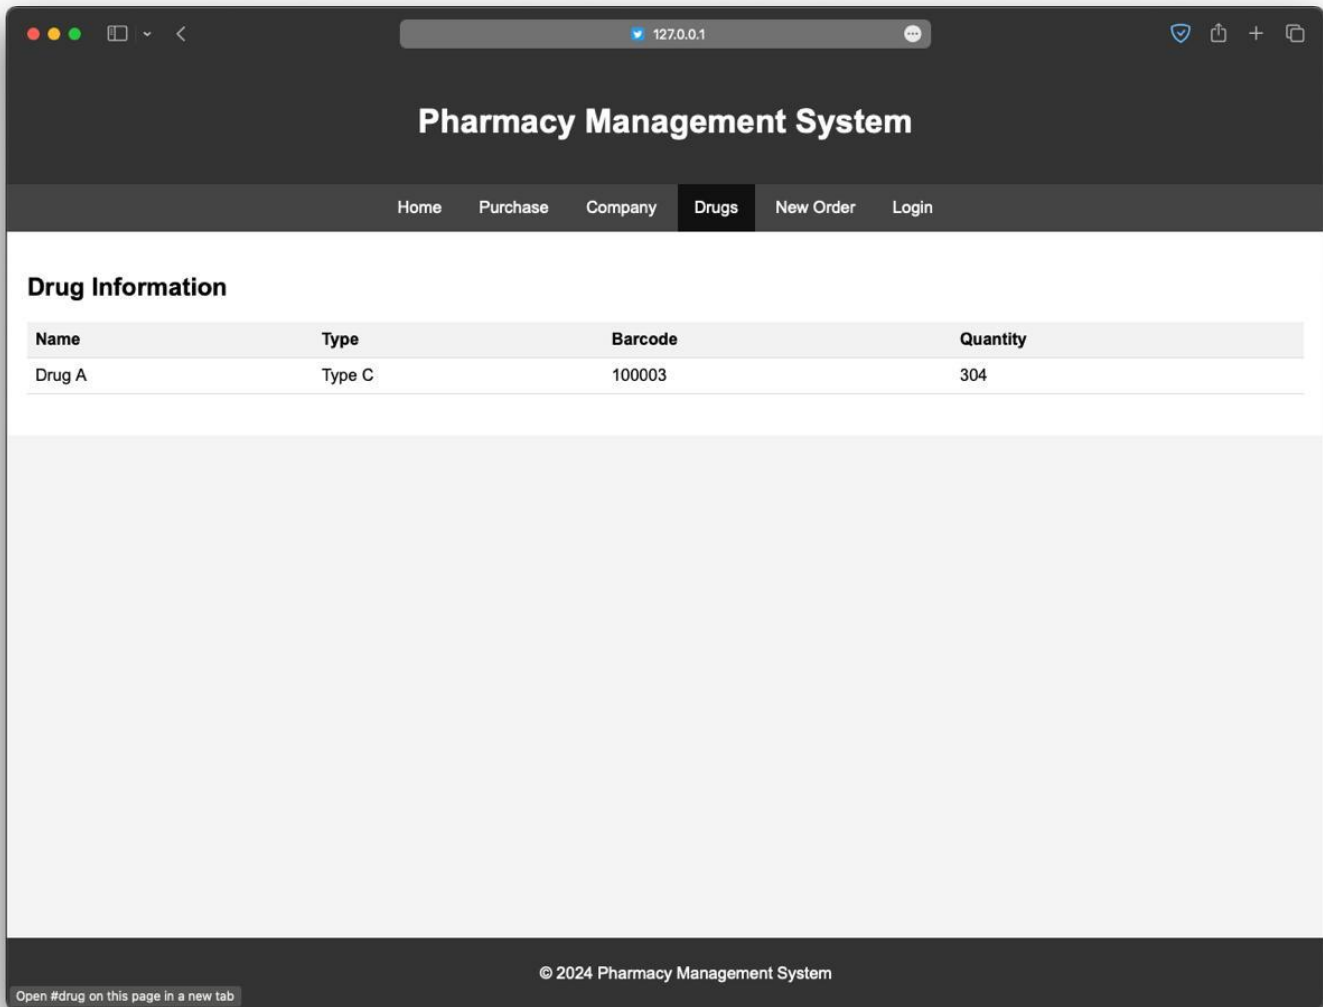 127.0.0.1
Pharmacy Management System
Home Purchase Company Drugs New Order Login
Drug Information
Name Type Barcode Quantity
Drug A Type C 100003 304
© 2024 Pharmacy Management System
Open #drug on this page in a new tab